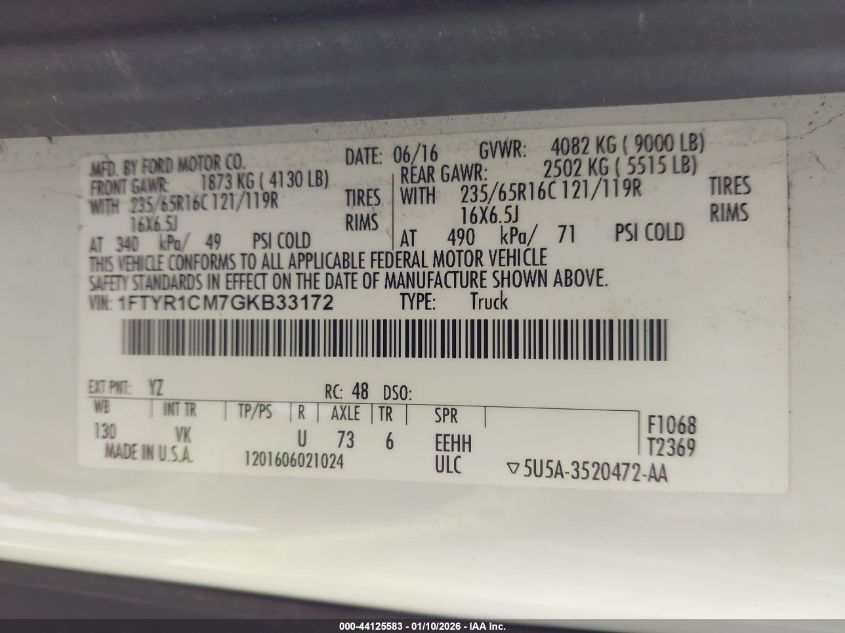 MFD. BY FORD MOTOR CO. DATE: 06/16 GVWR: 4082 KG ( 9000 LB)
FRONT GAWR: 1873 KG ( 4130 LB) REAR GAWR: 2502 KG ( 5515 LB)
WITH 235/65R16C 121/119R TIRES WITH 235/65R16C 121/119R TIRES
16X6.5J RIMS 16X6.5J RIMS
AT 340 kPa/ 49 PSI COLD AT 490 kPa/ 71 PSI COLD
THIS VEHICLE CONFORMS TO ALL APPLICABLE FEDERAL MOTOR VEHICLE
SAFETY STANDARDS IN EFFECT ON THE DATE OF MANUFACTURE SHOWN ABOVE.
VIN: 1FTYR1CM7GKB33172 TYPE: Truck
EXT PNT: YZ RC: 48 DSO:
WB INT TR TP/PS R AXLE TR SPR F1068
130 VK U 73 6 EEHH T2369
MADE IN U.S.A. 1201606021024 ULC ▽5U5A-3520472-AA
000-44125583 - 01/10/2026 - IAA Inc.